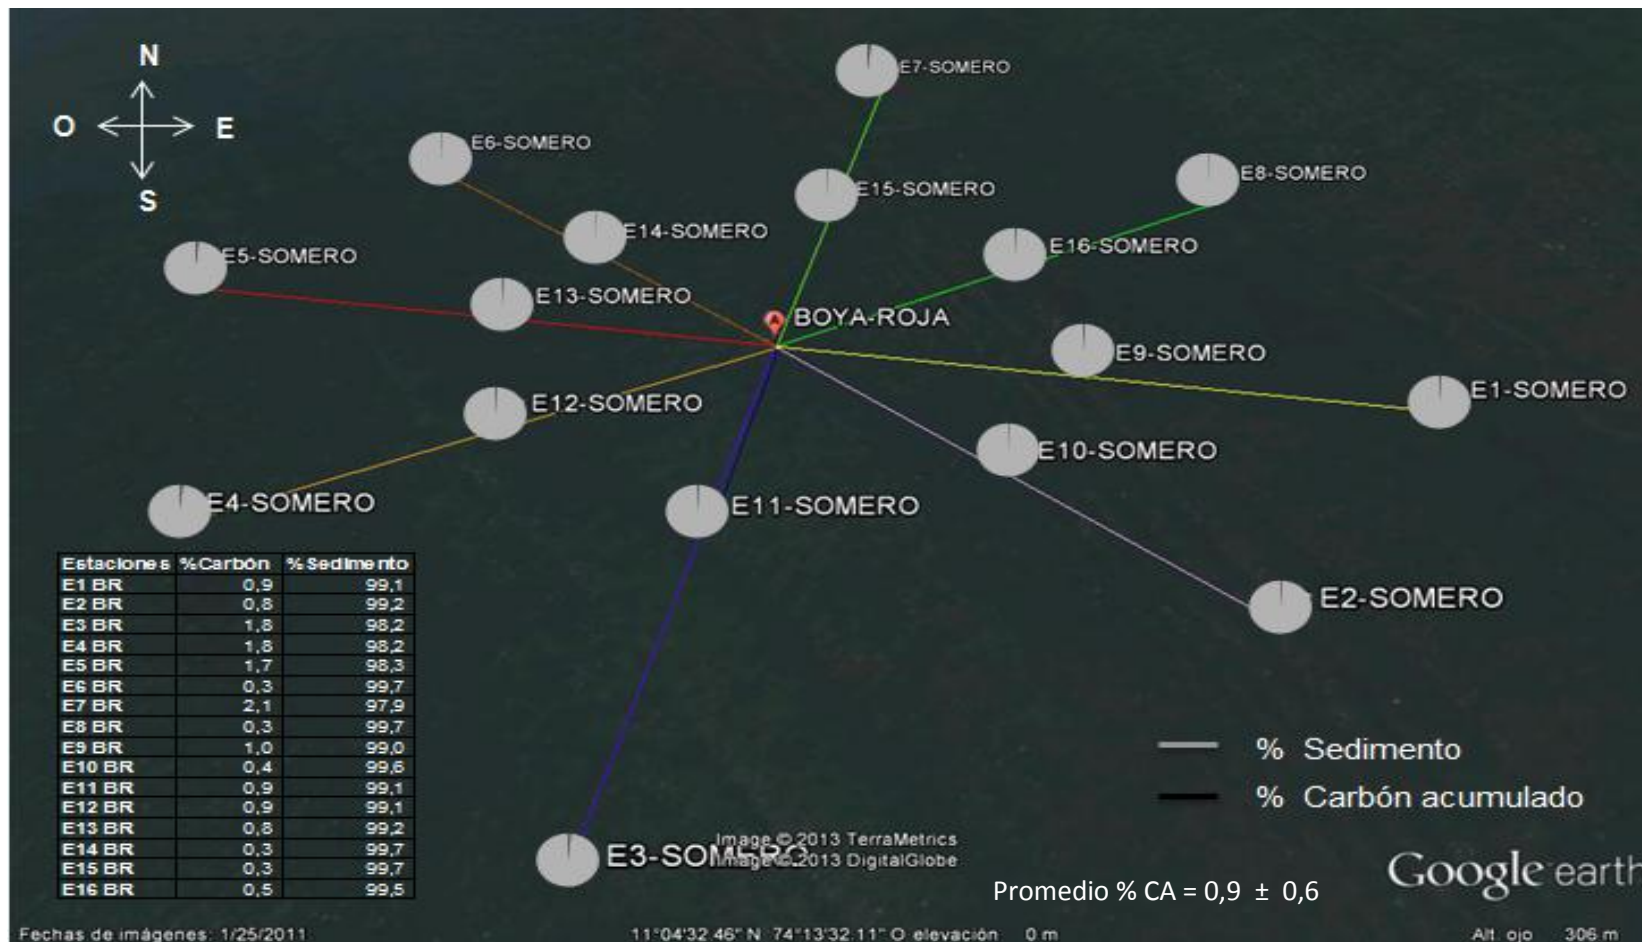 N
O
E
S
E7-SOMERO
E6-SOMERO
E8-SOMERO
E15-SOMERO
E14-SOMERO
E16-SOMERO
E5-SOMERO
E13-SOMERO
BOYA-ROJA
E9-SOMERO
E1-SOMERO
E12-SOMERO
E10-SOMERO
E4-SOMERO
E11-SOMERO
E2-SOMERO
Estaciones %Carbón %Sedimento
E1 BR 0,9 99,1
E2 BR 0,8 99,2
E3 BR 1,8 98,2
E4 BR 1,8 98,2
E5 BR 1,7 98,3
E6 BR 0,3 99,7
E7 BR 2,1 97,9
E8 BR 0,3 99,7
E9 BR 1,0 99,0
E10 BR 0,4 99,6
E11 BR 0,9 99,1
E12 BR 0,9 99,1
E13 BR 0,8 99,2
E14 BR 0,3 99,7
E15 BR 0,3 99,7
E16 BR 0,5 99,5
% Sedimento
% Carbón acumulado
E3-SOMERO
Image © 2013 TerraMetrics
Image © 2013 DigitalGlobe
Google earth
Promedio % CA = 0,9 ± 0,6
Fechas de imágenes: 1/25/2011
11°04'32.46" N 74°13'32.11" O elevación 0 m
Alt. ojo 306 m